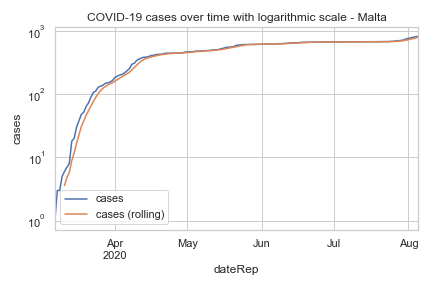 COVID-19 cases over time with logarithmic scale - Malta
10³
10²
10¹
10⁰
cases
cases
cases (rolling)
Apr
2020
May
Jun
Jul
Aug
dateRep